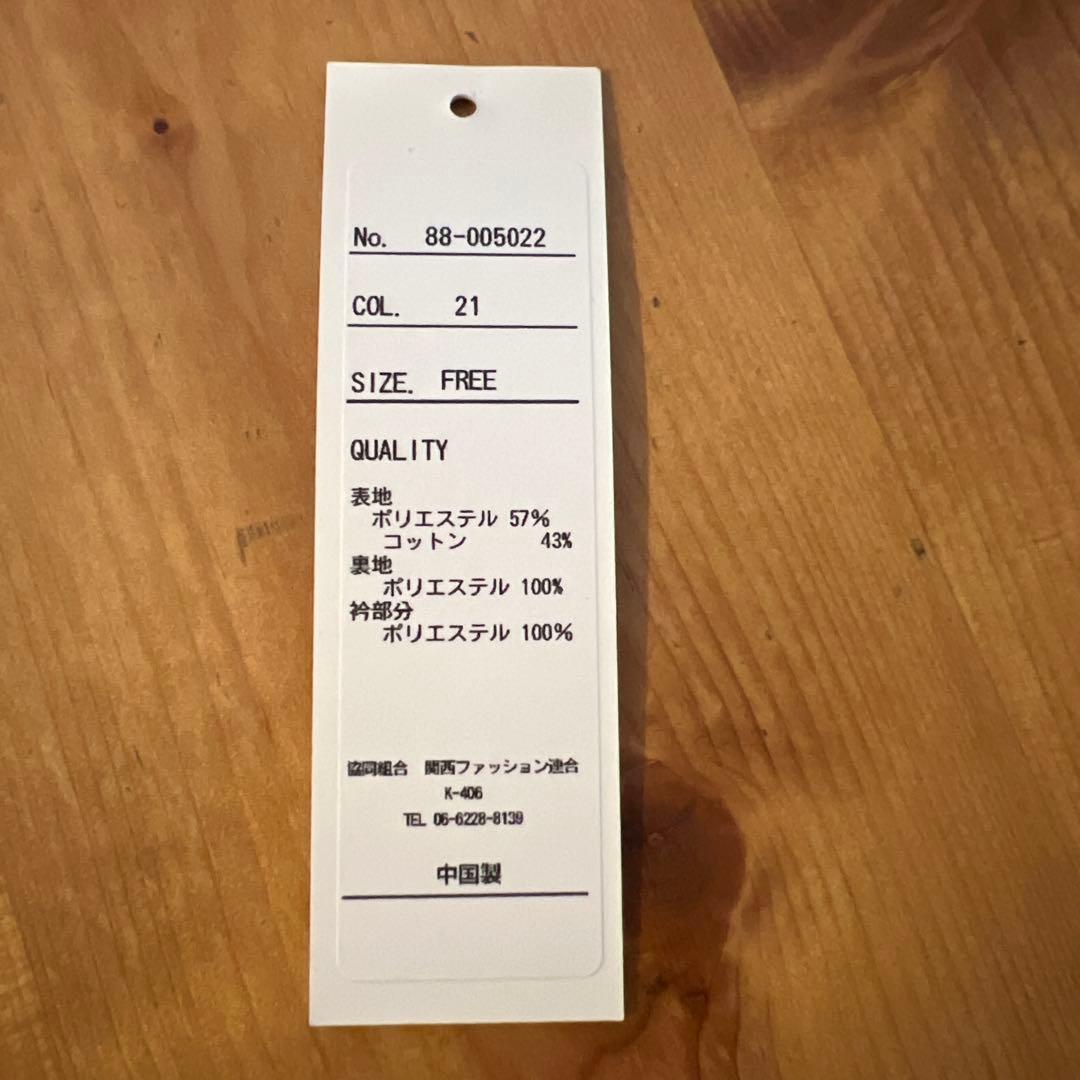 No. 88-005022
COL. 21
SIZE. FREE
QUALITY
表地
ポリエステル 57%
コットン 43%
裏地
ポリエステル 100%
衿部分
ポリエステル 100%
協同組合 関西ファッション連合
K-406
TEL 06-6228-8139
中国製